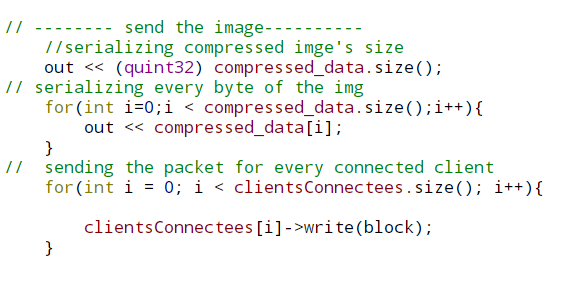 // -------- send the image----------
//serializing compressed imge's size
out << (quint32) compressed_data.size();
// serializing every byte of the img
for(int i=0;i < compressed_data.size();i++){
out << compressed_data[i];
}
//  sending the packet for every connected client
for(int i = 0; i < clientsConnectees.size(); i++){
clientsConnectees[i]->write(block);
}